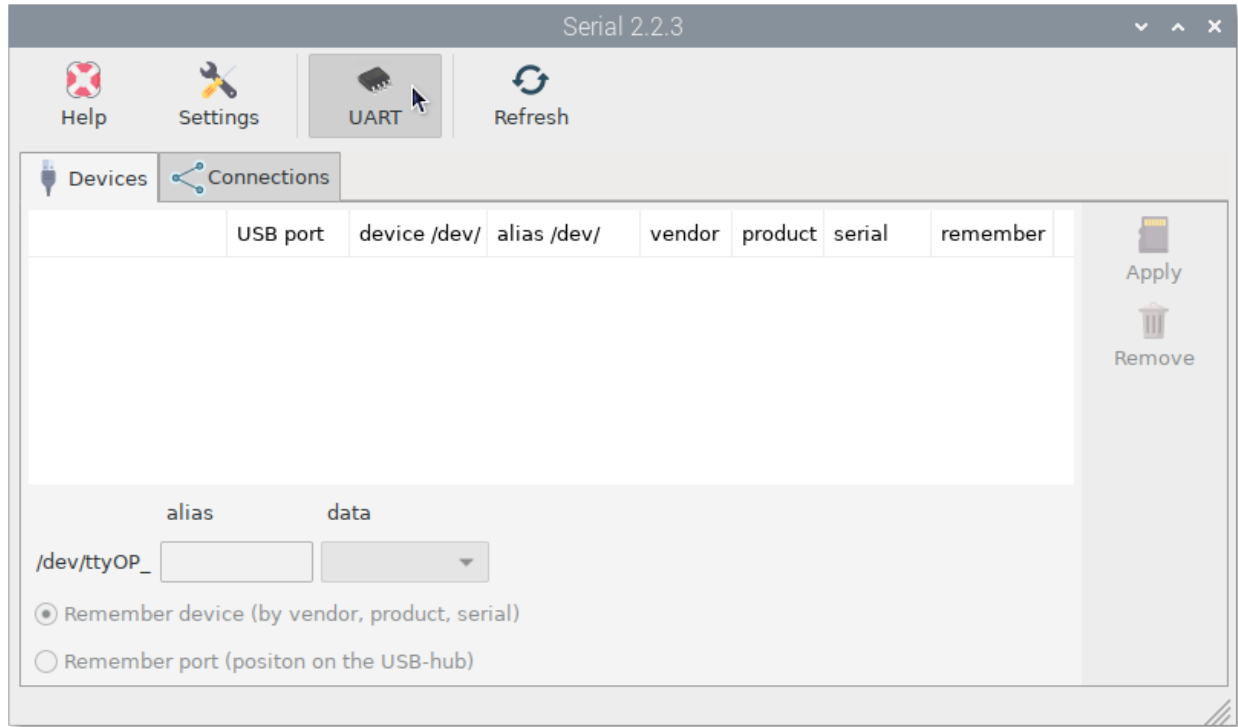 Serial 2.2.3
Help Settings UART Refresh
Devices Connections
USB port device /dev/ alias /dev/ vendor product serial remember
Apply
Remove
alias data
/dev/ttyOP_
Remember device (by vendor, product, serial)
Remember port (positon on the USB-hub)